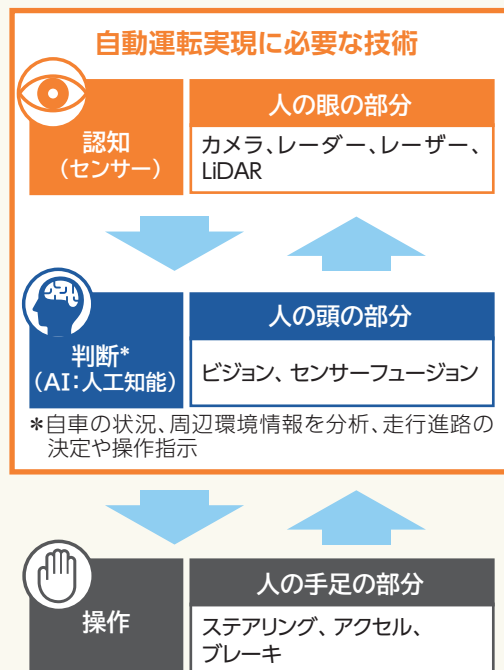 自動運転実現に必要な技術
認知
（センサー）
人の眼の部分
カメラ、レーダー、レーザー、
LiDAR
判断*
（AI：人工知能）
人の頭の部分
ビジョン、センサーフュージョン
*自車の状況、周辺環境情報を分析、走行進路の
決定や操作指示
操作
人の手足の部分
ステアリング、アクセル、
ブレーキ